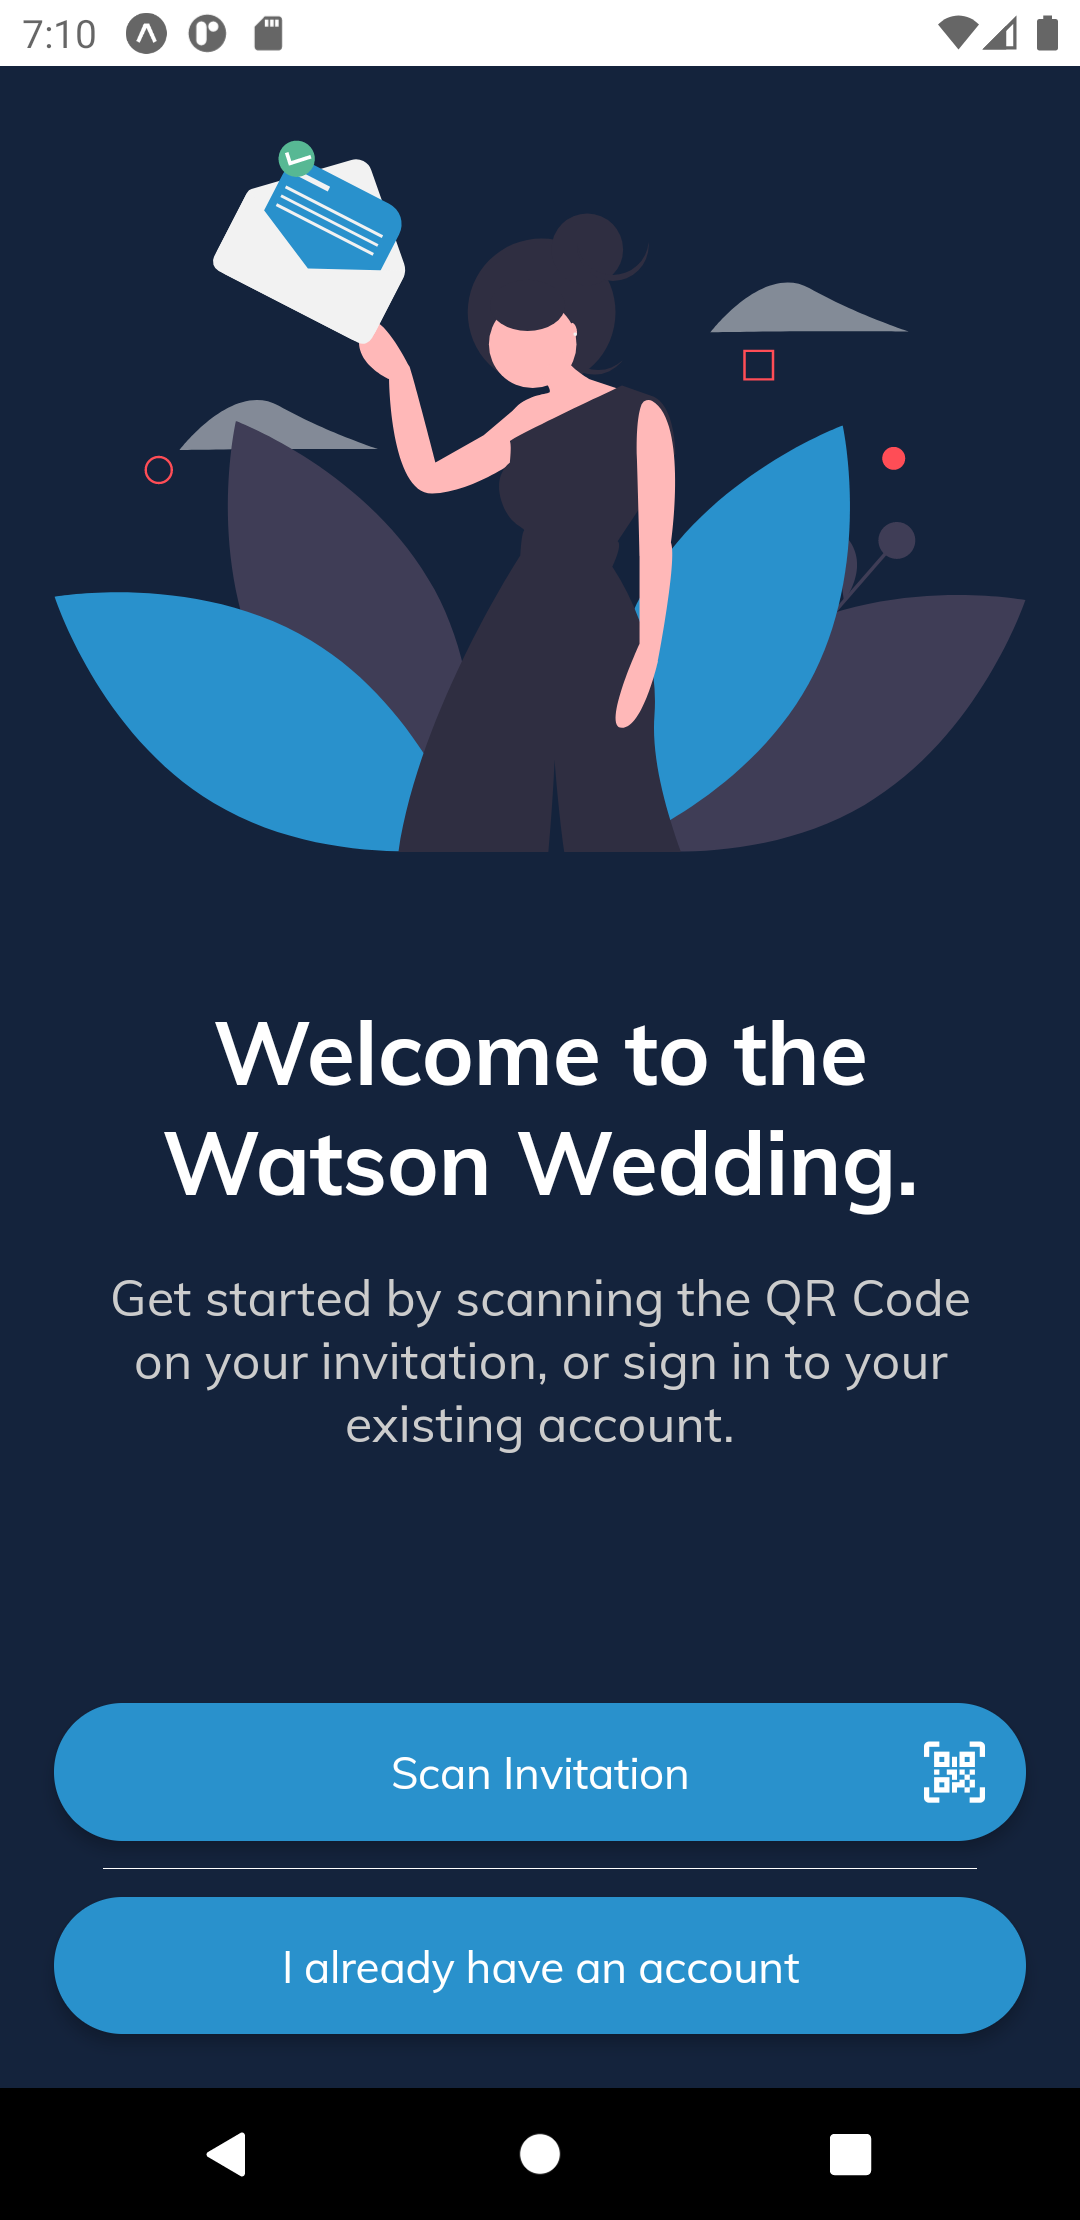 7:10
Welcome to the
Watson Wedding.
Get started by scanning the QR Code
on your invitation, or sign in to your
existing account.
Scan Invitation
I already have an account